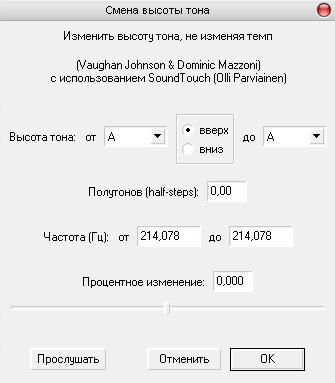 Смена высоты тона
Изменить высоту тона, не изменяя темп
(Vaughan Johnson & Dominic Mazzoni)
с использованием SoundTouch (Olli Parviainen)
Высота тона: от A вверх вниз до A
Полутонов (half-steps): 0,00
Частота (Гц): от 214,078 до 214,078
Процентное изменение: 0,000
Прослушать Отменить OK